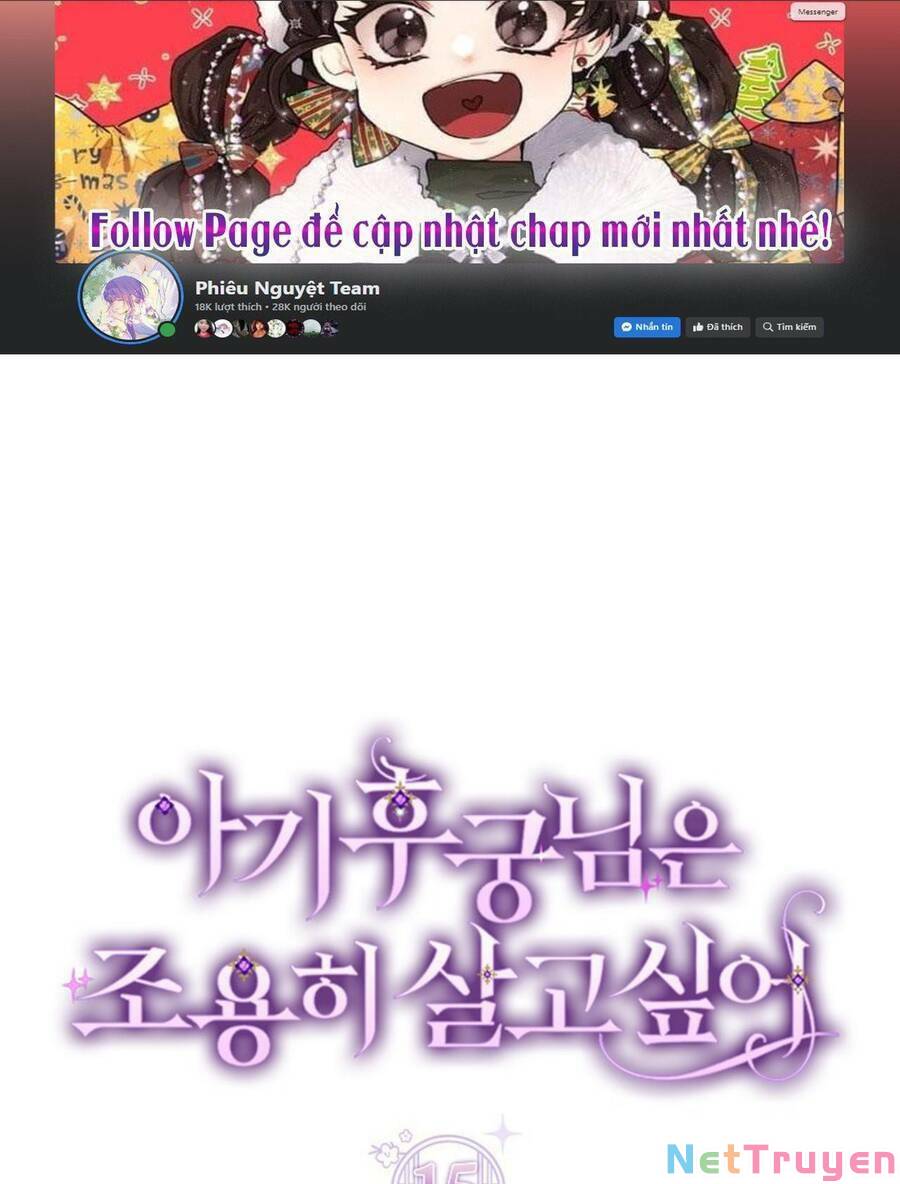 Messenger
rry
s-mas
Follow Page để cập nhật chap mới nhất nhé!
Phiêu Nguyệt Team
18K lượt thích • 28K người theo dõi
Nhắn tin
Đã thích
Tìm kiếm
아기후궁님은
조용히 살고 싶어
15
NetTruyen